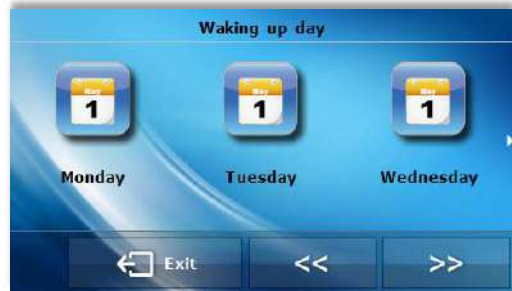 Waking up day
May May May
1 1 1
Monday Tuesday Wednesday
Exit << >>